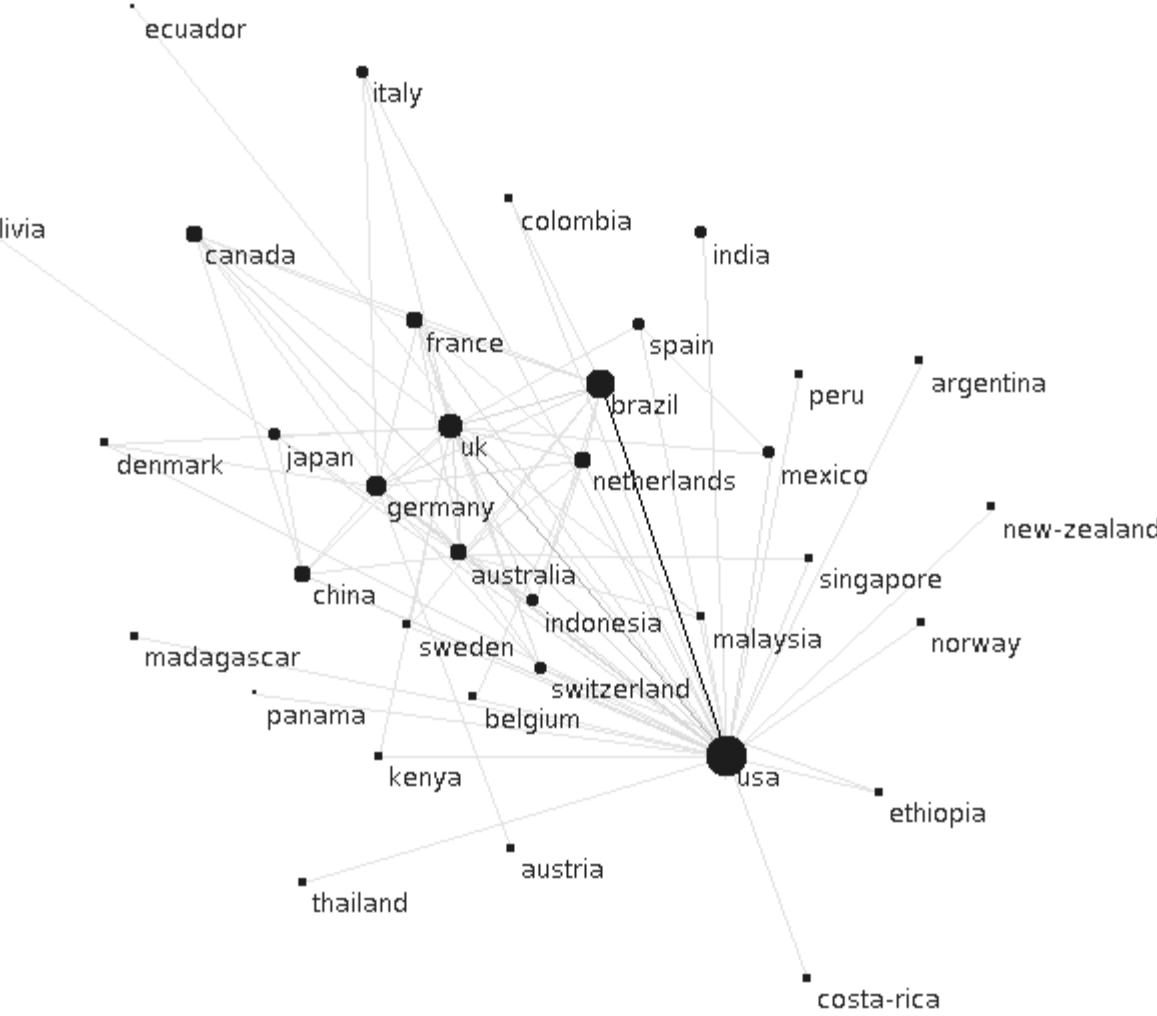 ecuador
italy
colombia
livia
canada
india
france
spain
brazil
peru
argentina
uk
denmark
japan
netherlands
mexico
germany
new-zealand
australia
singapore
china
indonesia
malaysia
norway
sweden
madagascar
switzerland
panama
belgium
kenya
usa
ethiopia
austria
thailand
costa-rica